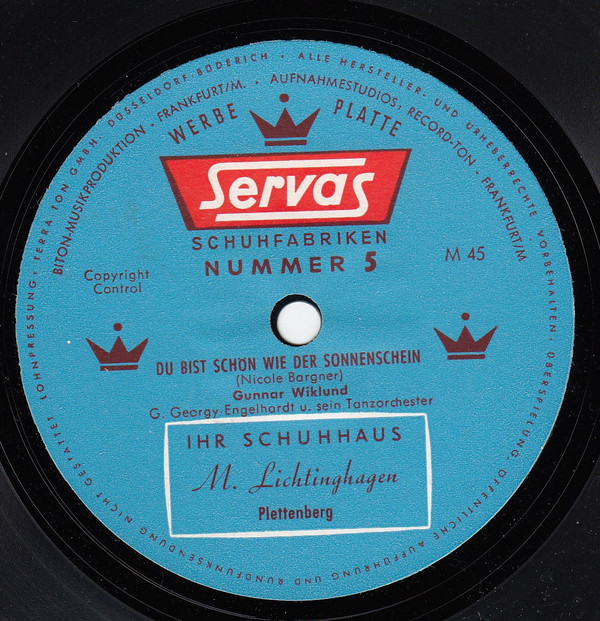 LOHNPRESSUNG: TERRA TON GMBH. DÜSSELDORF BÜDERICH • ALLE HERSTELLER- UND URHEBERRECHTE VORBEHALTEN. ÜBERSPIELUNG, ÖFFENTLICHE AUFFÜHRUNG UND RUNDFUNKSENDUNG NICHT GESTATTET
BITON-MUSIKPRODUKTION • FRANKFURT/M. • AUFNAHMESTUDIOS: RECORD-TON • FRANKFURT/M.
WERBE PLATTE
Servas
SCHUHFABRIKEN
NUMMER 5
M 45
Copyright
Control
DU BIST SCHÖN WIE DER SONNENSCHEIN
(Nicole Bargner)
Gunnar Wiklund
G. Georgy Engelhardt u. sein Tanzorchester
IHR SCHUHHAUS
M. Lichtinghagen
Plettenberg